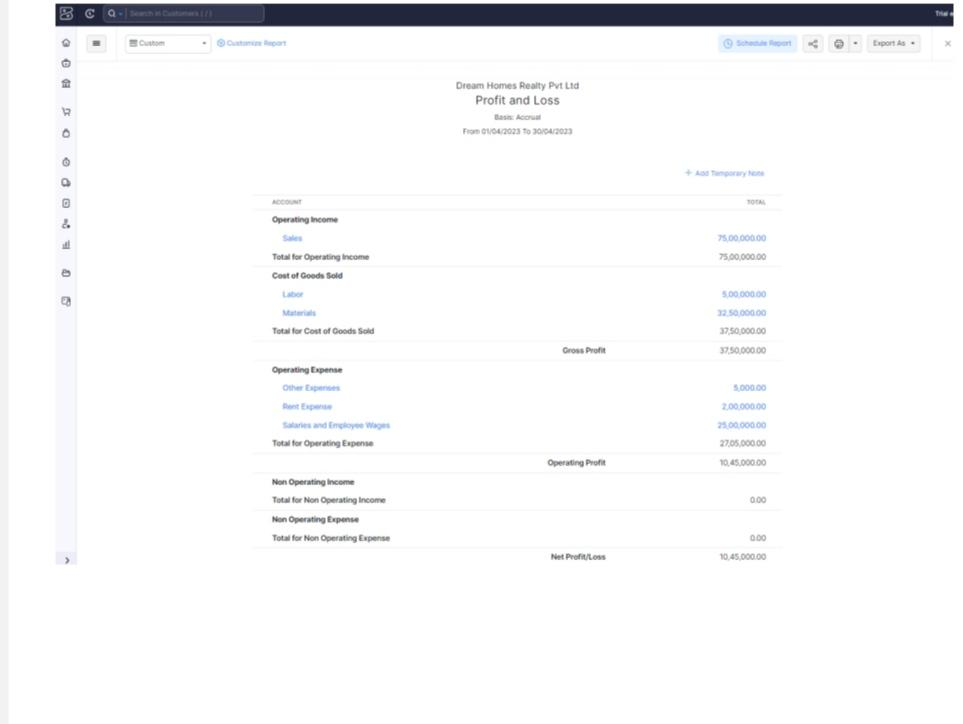 Search in Customers ( / )
Trial e
Custom
Customize Report
Schedule Report
Export As
Dream Homes Realty Pvt Ltd
Profit and Loss
Basis: Accrual
From 01/04/2023 To 30/04/2023
+ Add Temporary Note
ACCOUNT TOTAL
Operating Income
Sales 75,00,000.00
Total for Operating Income 75,00,000.00
Cost of Goods Sold
Labor 5,00,000.00
Materials 32,50,000.00
Total for Cost of Goods Sold 37,50,000.00
Gross Profit 37,50,000.00
Operating Expense
Other Expenses 5,000.00
Rent Expense 2,00,000.00
Salaries and Employee Wages 25,00,000.00
Total for Operating Expense 27,05,000.00
Operating Profit 10,45,000.00
Non Operating Income
Total for Non Operating Income 0.00
Non Operating Expense
Total for Non Operating Expense 0.00
Net Profit/Loss 10,45,000.00